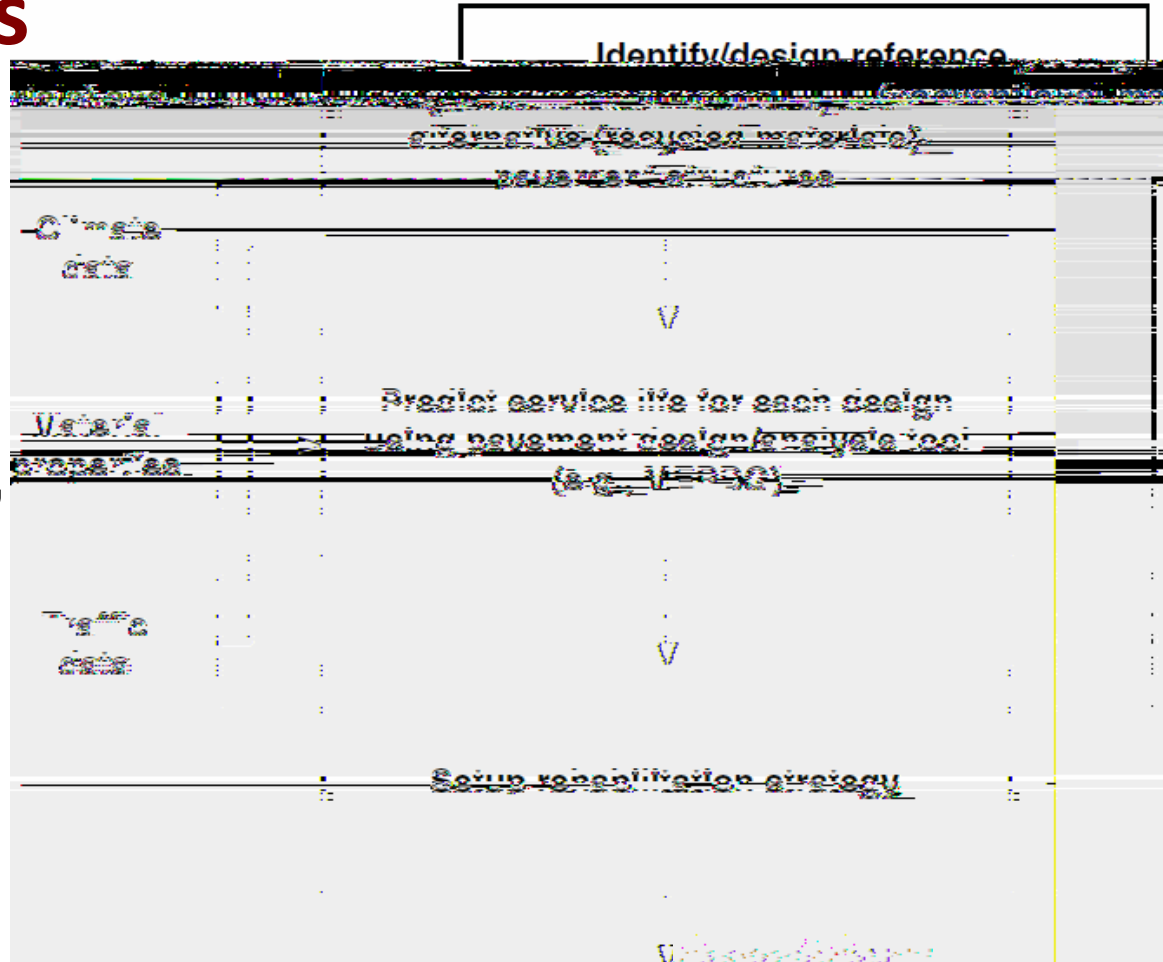 s
Identify/design reference
alternative (recycled materials)
pavement structures
Climate
data
Predict service life for each design
Material
using pavement design/analysis tool
properties
(e.g., MEPDG)
Traffic
data
Setup rehabilitation strategy